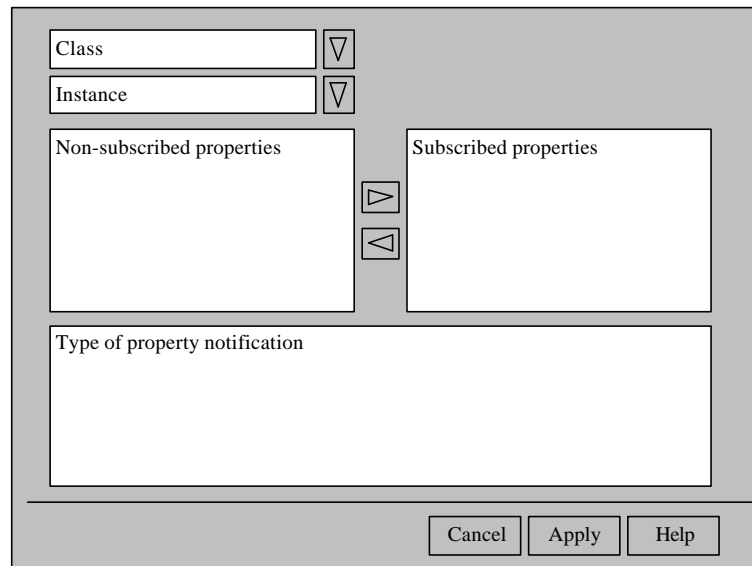 Class
Instance
Non-subscribed properties
Subscribed properties
Type of property notification
Cancel
Apply
Help